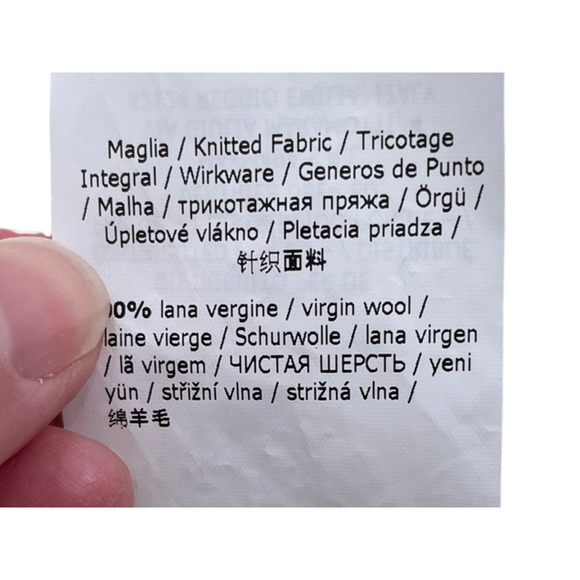 Maglia / Knitted Fabric / Tricotage
Integral / Wirkware / Generos de Punto
/ Malha / трикотажная пряжа / Örgü /
Úpletové vlákno / Pletacia priadza /
针织面料
00% lana vergine / virgin wool /
laine vierge / Schurwolle / lana virgen
/ lã virgem / ЧИСТАЯ ШЕРСТЬ / yeni
yün / střižní vlna / strižná vlna /
绵羊毛